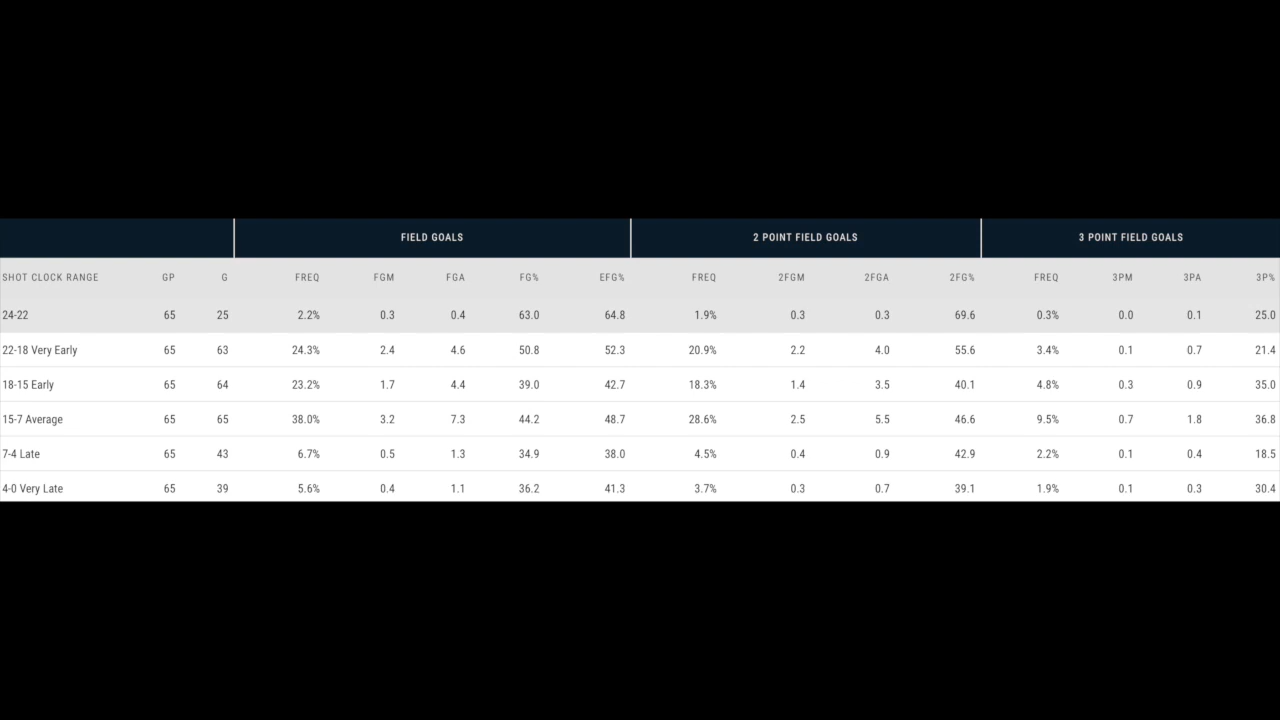 FIELD GOALS 2 POINT FIELD GOALS 3 POINT FIELD GOALS
SHOT CLOCK RANGE GP G FREQ FGM FGA FG% EFG% FREQ 2FGM 2FGA 2FG% FREQ 3PM 3PA 3P%
24-22 65 25 2.2% 0.3 0.4 63.0 64.8 1.9% 0.3 0.3 69.6 0.3% 0.0 0.1 25.0
22-18 Very Early 65 63 24.3% 2.4 4.6 50.8 52.3 20.9% 2.2 4.0 55.6 3.4% 0.1 0.7 21.4
18-15 Early 65 64 23.2% 1.7 4.4 39.0 42.7 18.3% 1.4 3.5 40.1 4.8% 0.3 0.9 35.0
15-7 Average 65 65 38.0% 3.2 7.3 44.2 48.7 28.6% 2.5 5.5 46.6 9.5% 0.7 1.8 36.8
7-4 Late 65 43 6.7% 0.5 1.3 34.9 38.0 4.5% 0.4 0.9 42.9 2.2% 0.1 0.4 18.5
4-0 Very Late 65 39 5.6% 0.4 1.1 36.2 41.3 3.7% 0.3 0.7 39.1 1.9% 0.1 0.3 30.4